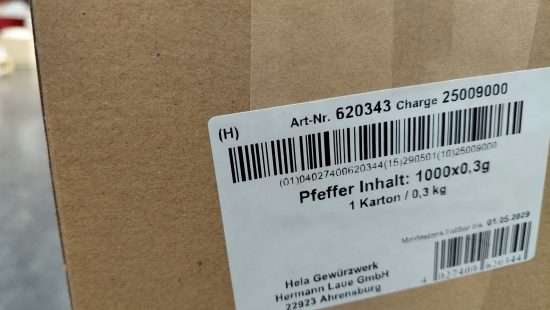 (H) Art-Nr. 620343 Charge 25009000
(01)04027400620344(15)290501(10)25009000
Pfeffer Inhalt: 1000x0,3g
1 Karton / 0,3 kg
Mindestens haltbar bis: 01.05.2029
Hela Gewürzwerk
Hermann Laue GmbH
22923 Ahrensburg
4 027400 620344